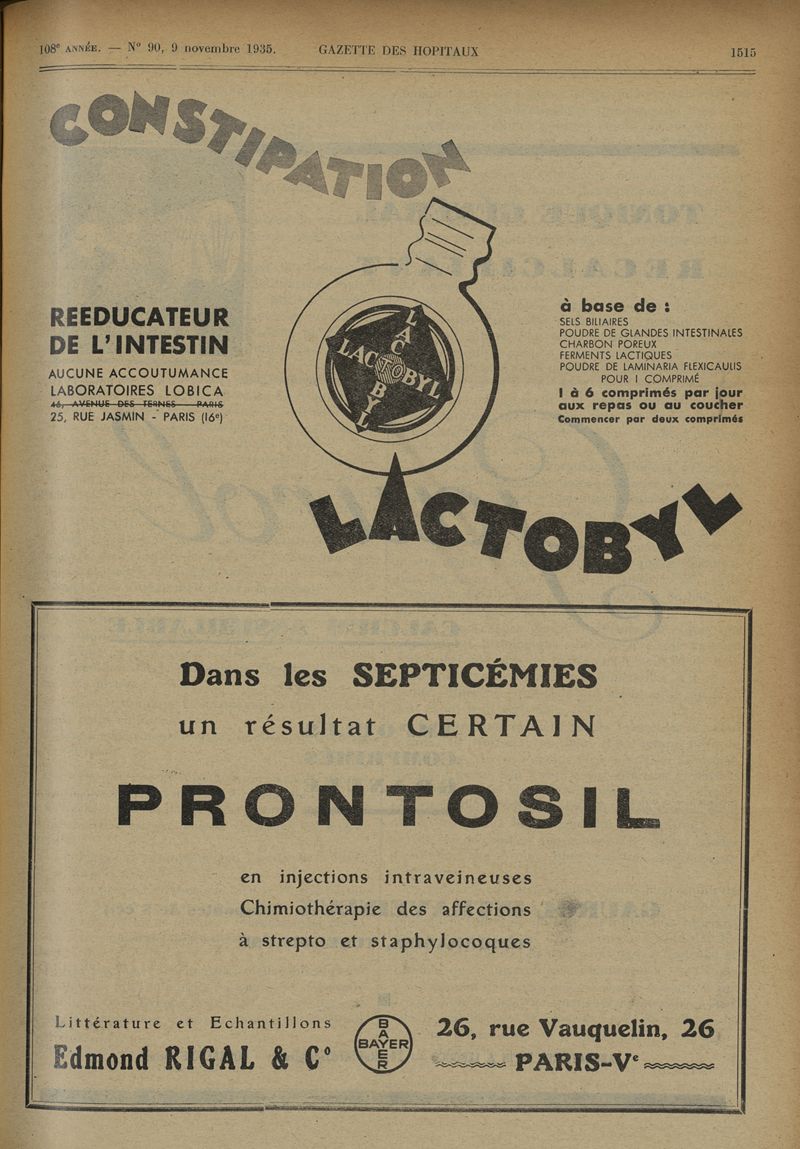 108e ANNÉE. — No 90, 9 novembre 1935. GAZETTE DES HOPITAUX 1515
CONSTIPATION
REEDUCATEUR
DE L'INTESTIN
AUCUNE ACCOUTUMANCE
LABORATOIRES LOBICA
46, AVENUE DES TERNES - PARIS
25, RUE JASMIN - PARIS (16e)
LACTOBYL
LACTOBYL
à base de :
SELS BILIAIRES
POUDRE DE GLANDES INTESTINALES
CHARBON POREUX
FERMENTS LACTIQUES
POUDRE DE LAMINARIA FLEXICAULIS
POUR 1 COMPRIMÉ
1 à 6 comprimés par jour
aux repas ou au coucher
Commencer par deux comprimés
LACTOBYL
Dans les SEPTICÉMIES
un résultat CERTAIN
PRONTOSIL
en injections intraveineuses
Chimiothérapie des affections
à strepto et staphylocoques
Littérature et Echantillons
Edmond RIGAL & Co
BAYER
BAYER
26, rue Vauquelin, 26
PARIS-Ve